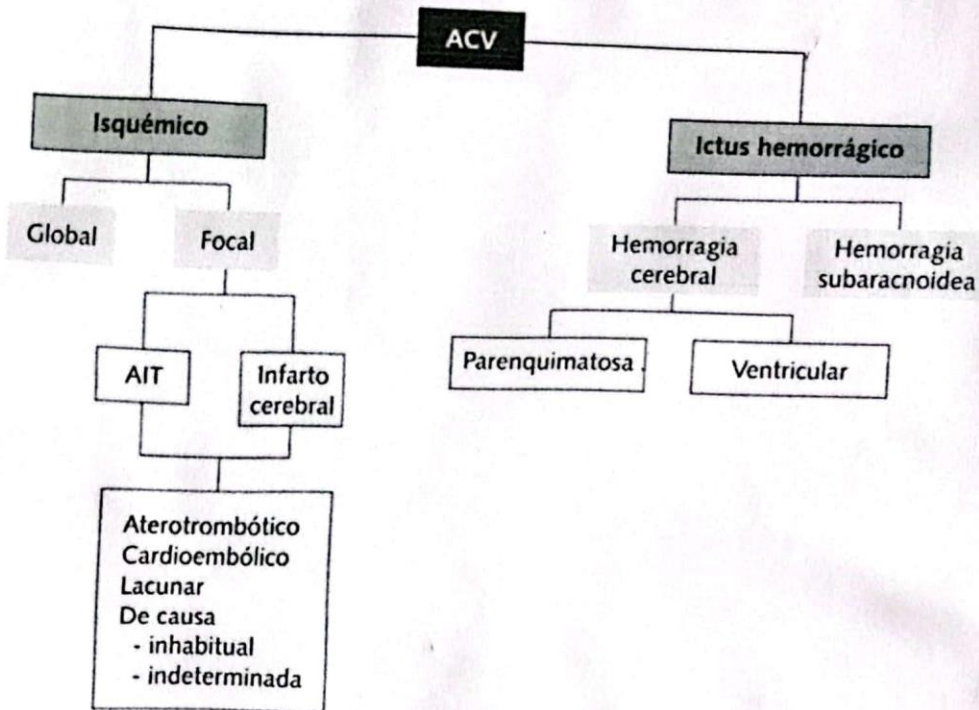 ACV
Isquémico
Ictus hemorrágico
Global
Focal
Hemorragia
cerebral
Hemorragia
subaracnoidea
AIT
Infarto
cerebral
Parenquimatosa
Ventricular
Aterotrombótico
Cardioembólico
Lacunar
De causa
- inhabitual
- indeterminada